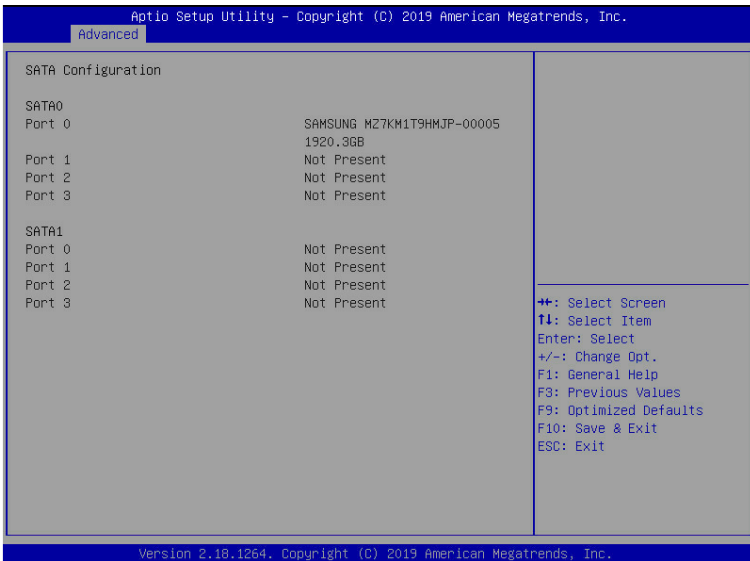 Aptio Setup Utility – Copyright (C) 2019 American Megatrends, Inc.
Advanced
SATA Configuration
SATA0
Port 0 SAMSUNG MZ7KM1T9HMJP-00005
1920.3GB
Port 1 Not Present
Port 2 Not Present
Port 3 Not Present
SATA1
Port 0 Not Present
Port 1 Not Present
Port 2 Not Present
Port 3 Not Present
→←: Select Screen
↑↓: Select Item
Enter: Select
+/-: Change Opt.
F1: General Help
F3: Previous Values
F9: Optimized Defaults
F10: Save & Exit
ESC: Exit
Version 2.18.1264. Copyright (C) 2019 American Megatrends, Inc.